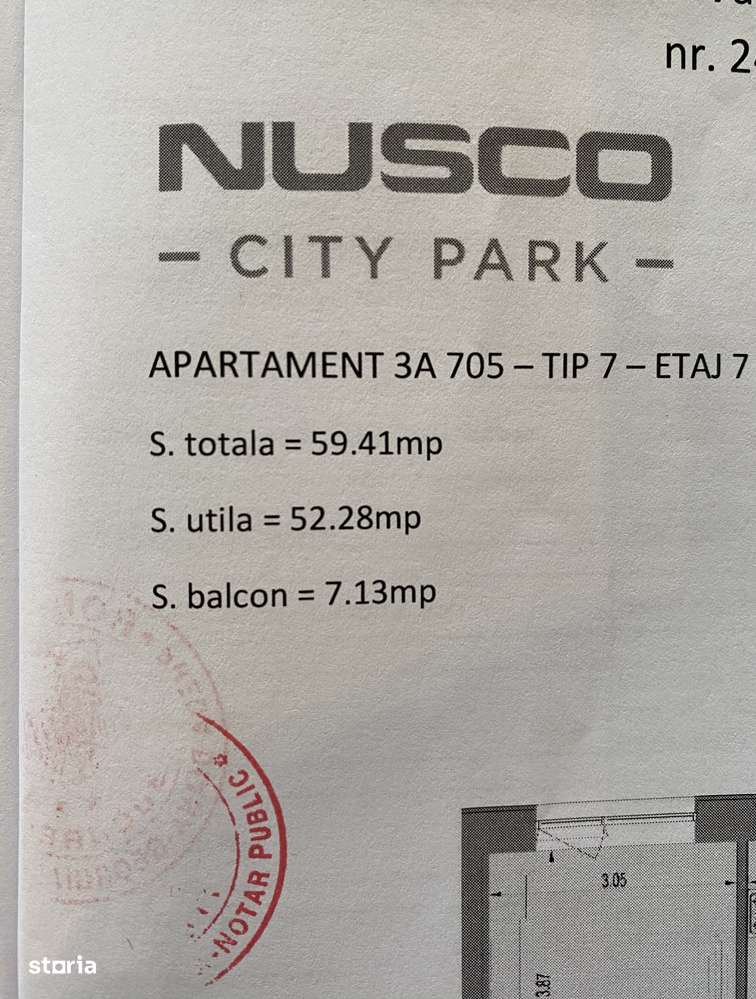 nr. 2
NUSCO
– CITY PARK –
APARTAMENT 3A 705 – TIP 7 – ETAJ 7
S. totala = 59.41mp
S. utila = 52.28mp
S. balcon = 7.13mp
* NOTAR PUBLIC *
3.05
3.87
storia